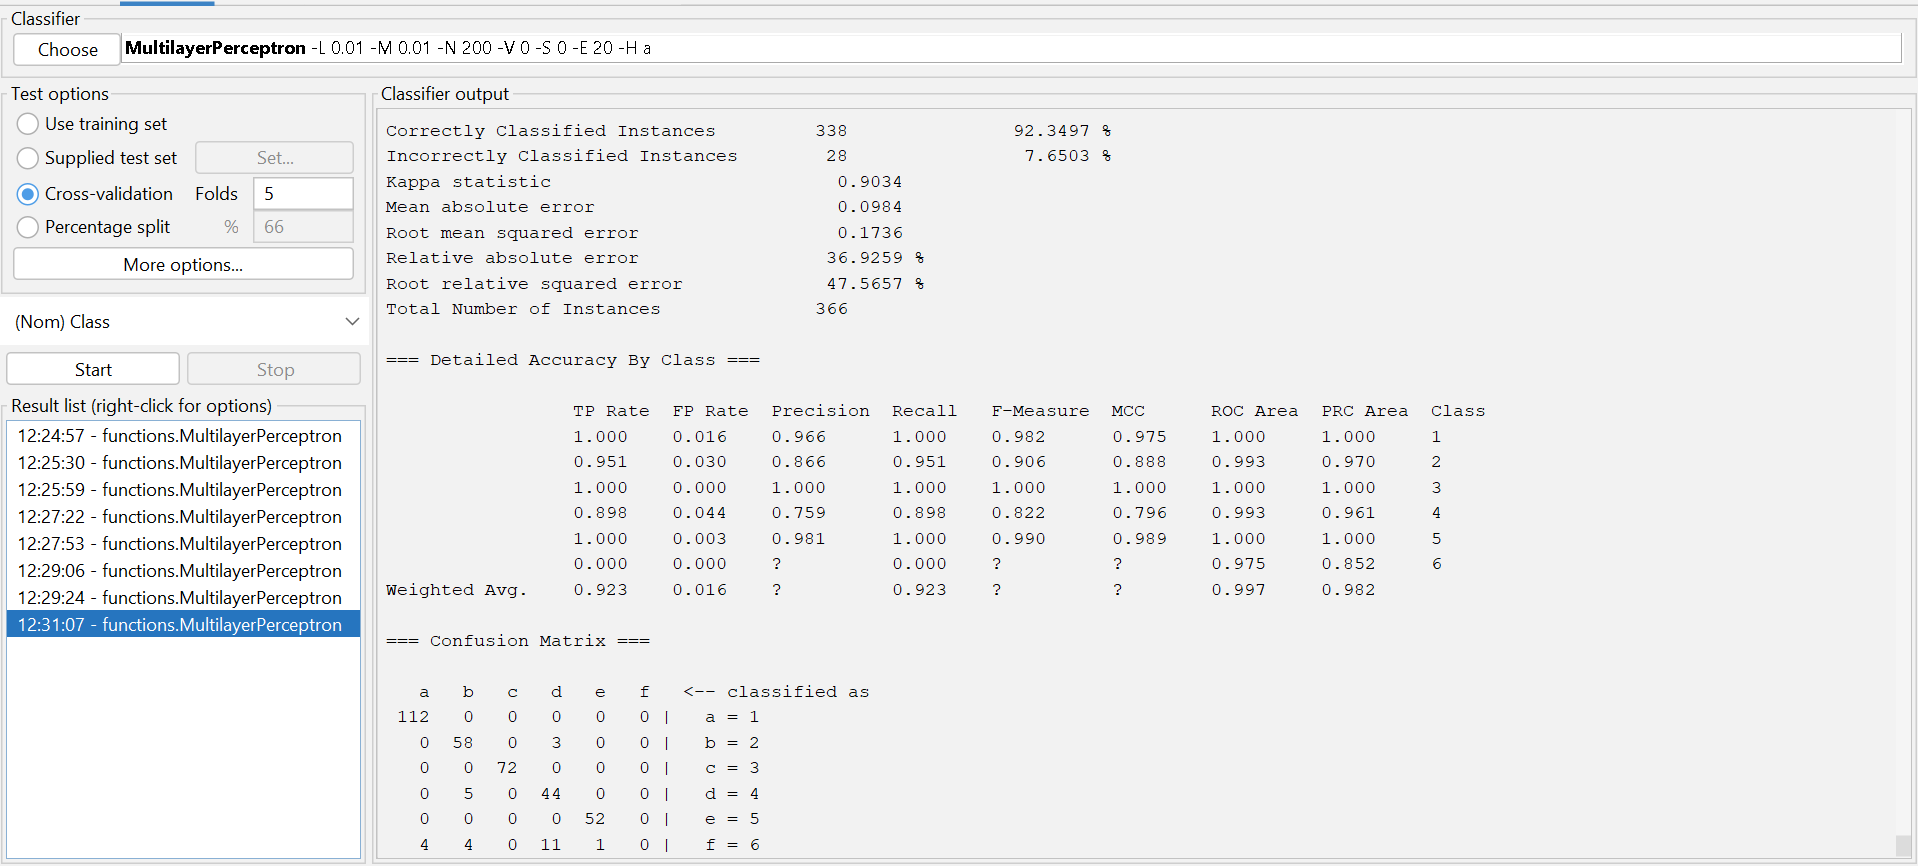 Classifier
Choose MultilayerPerceptron -L 0.01 -M 0.01 -N 200 -V 0 -S 0 -E 20 -H a
Test options
Use training set
Supplied test set Set...
Cross-validation Folds 5
Percentage split % 66
More options...
(Nom) Class
Start Stop
Result list (right-click for options)
12:24:57 - functions.MultilayerPerceptron
12:25:30 - functions.MultilayerPerceptron
12:25:59 - functions.MultilayerPerceptron
12:27:22 - functions.MultilayerPerceptron
12:27:53 - functions.MultilayerPerceptron
12:29:06 - functions.MultilayerPerceptron
12:29:24 - functions.MultilayerPerceptron
12:31:07 - functions.MultilayerPerceptron
Classifier output
Correctly Classified Instances 338 92.3497 %
Incorrectly Classified Instances 28 7.6503 %
Kappa statistic 0.9034
Mean absolute error 0.0984
Root mean squared error 0.1736
Relative absolute error 36.9259 %
Root relative squared error 47.5657 %
Total Number of Instances 366
=== Detailed Accuracy By Class ===
TP Rate FP Rate Precision Recall F-Measure MCC ROC Area PRC Area Class
1.000 0.016 0.966 1.000 0.982 0.975 1.000 1.000 1
0.951 0.030 0.866 0.951 0.906 0.888 0.993 0.970 2
1.000 0.000 1.000 1.000 1.000 1.000 1.000 1.000 3
0.898 0.044 0.759 0.898 0.822 0.796 0.993 0.961 4
1.000 0.003 0.981 1.000 0.990 0.989 1.000 1.000 5
0.000 0.000 ? 0.000 ? ? 0.975 0.852 6
Weighted Avg. 0.923 0.016 ? 0.923 ? ? 0.997 0.982
=== Confusion Matrix ===
a b c d e f <-- classified as
112 0 0 0 0 0 | a = 1
0 58 0 3 0 0 | b = 2
0 0 72 0 0 0 | c = 3
0 5 0 44 0 0 | d = 4
0 0 0 0 52 0 | e = 5
4 4 0 11 1 0 | f = 6